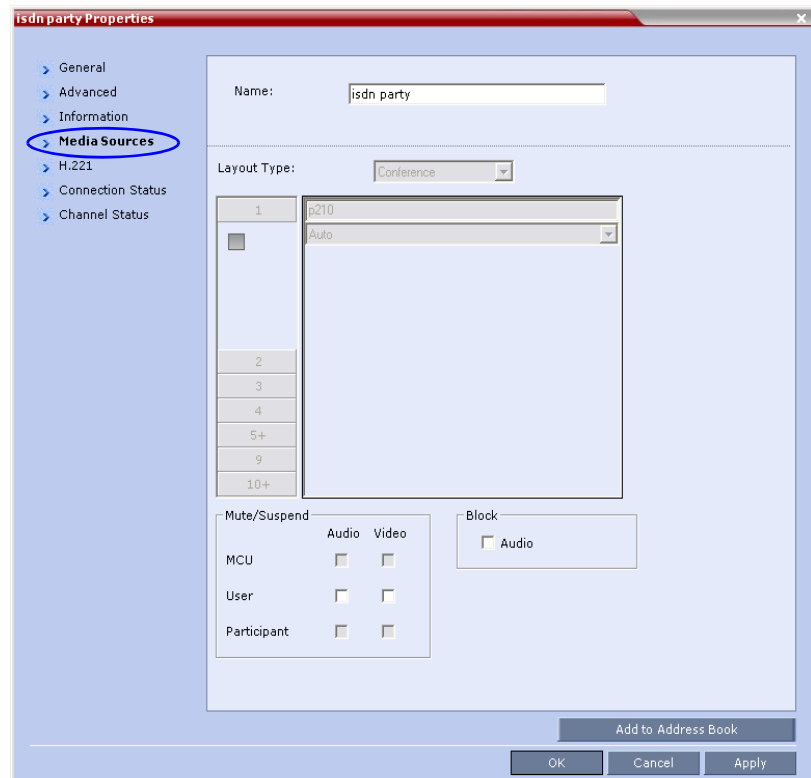 isdn party Properties
x
General
Advanced
Information
Media Sources
H.221
Connection Status
Channel Status
Name: isdn party
Layout Type: Conference
1 p210
Auto
2
3
4
5+
9
10+
Mute/Suspend
Audio Video
MCU
User
Participant
Block
Audio
Add to Address Book
OK Cancel Apply